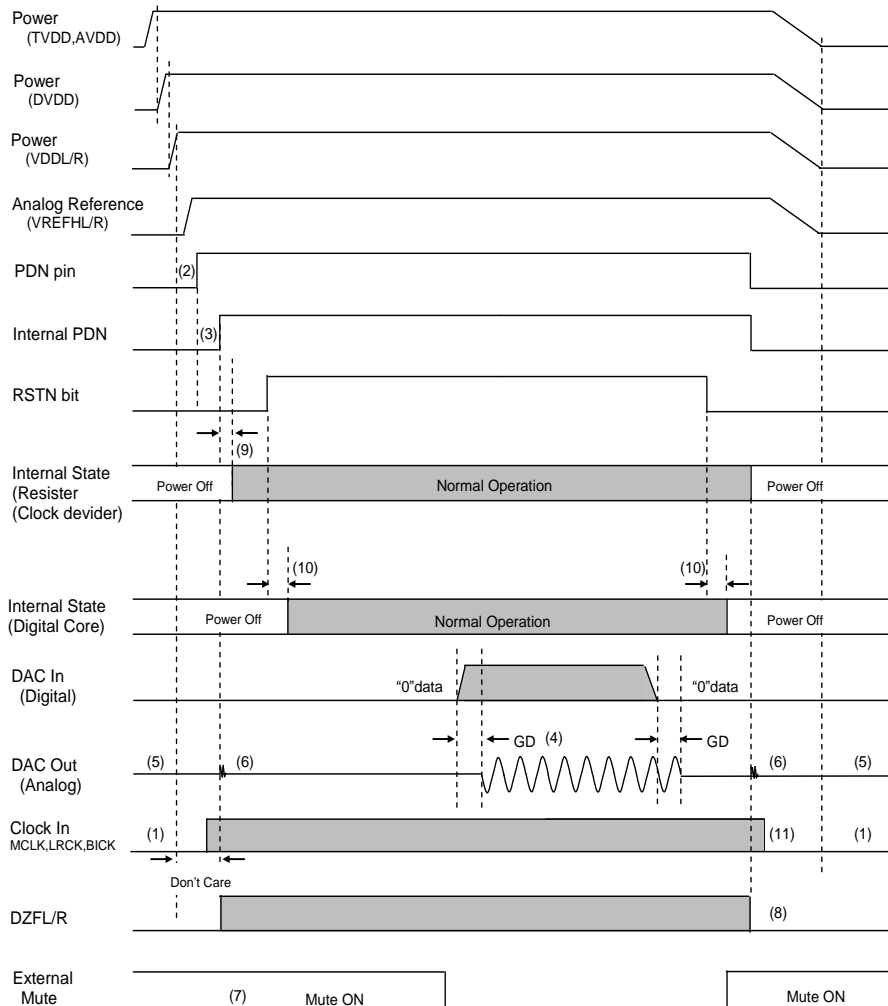 Power
(TVDD,AVDD)
Power
(DVDD)
Power
(VDDL/R)
Analog Reference
(VREFHL/R)
PDN pin
(2)
Internal PDN
(3)
RSTN bit
(9)
Internal State
(Resister
(Clock devider)
Power Off
Normal Operation
Power Off
(10)
(10)
Internal State
(Digital Core)
Power Off
Normal Operation
Power Off
DAC In
(Digital)
“0”data
“0”data
GD (4)
GD
DAC Out
(Analog)
(5)
(6)
(6)
(5)
Clock In
MCLK,LRCK,BICK
(1)
(11)
(1)
Don’t Care
DZFL/R
(8)
External
Mute
(7)
Mute ON
Mute ON